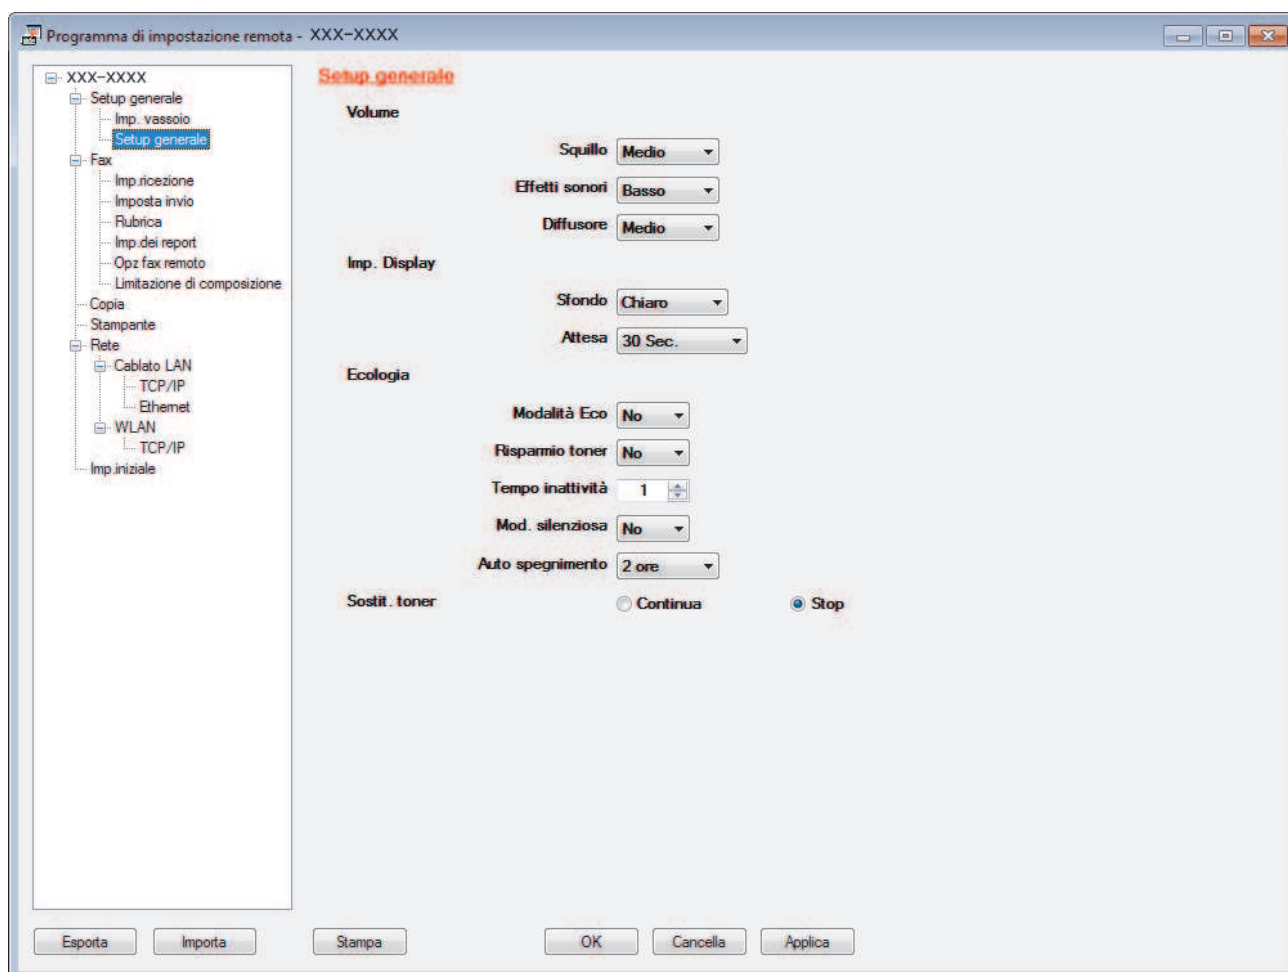 Programma di impostazione remota - XXX-XXXX
XXX-XXXX
Setup generale
Imp. vassoio
Setup generale
Fax
Imp.ricezione
Imposta invio
Rubrica
Imp.dei report
Opz fax remoto
Limitazione di composizione
Copia
Stampante
Rete
Cablato LAN
TCP/IP
Ethernet
WLAN
TCP/IP
Imp.iniziale
Setup generale
Volume
Squillo Medio
Effetti sonori Basso
Diffusore Medio
Imp. Display
Sfondo Chiaro
Attesa 30 Sec.
Ecologia
Modalità Eco No
Risparmio toner No
Tempo inattività 1
Mod. silenziosa No
Auto spegnimento 2 ore
Sostit. toner Continua Stop
Esporta Importa Stampa OK Cancella Applica